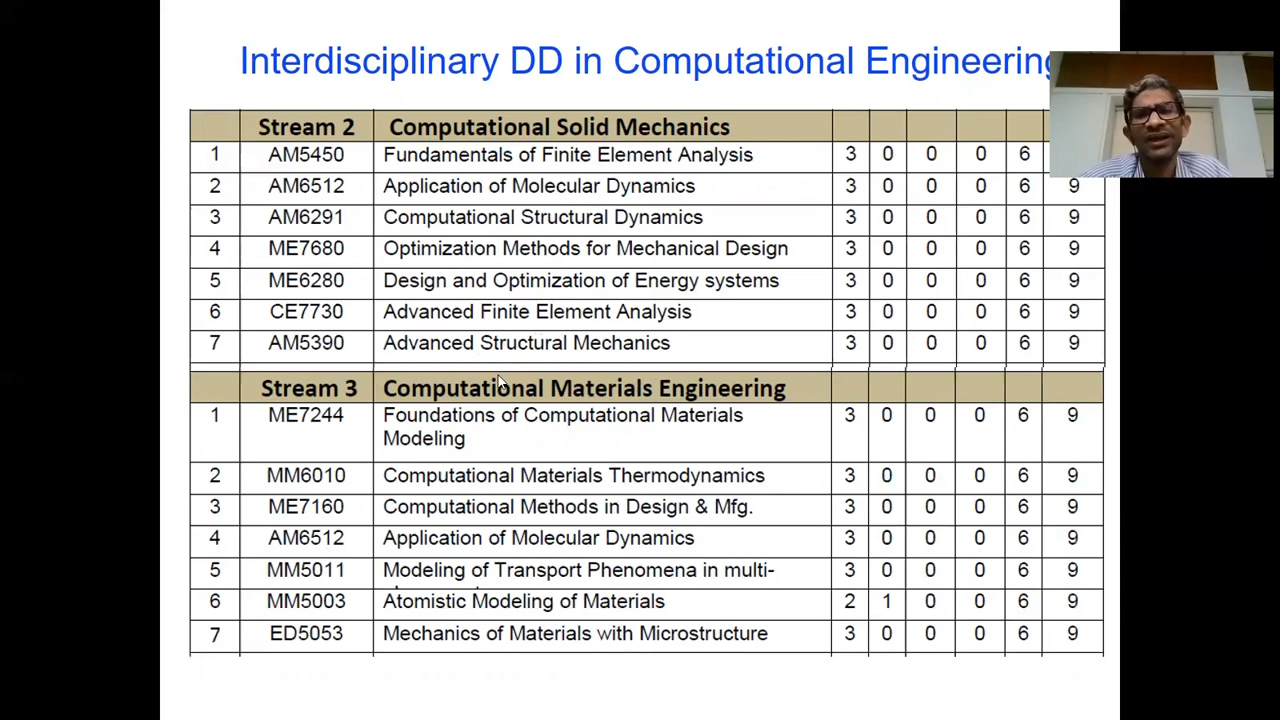 Interdisciplinary DD in Computational Engineering
Stream 2 Computational Solid Mechanics
1 AM5450 Fundamentals of Finite Element Analysis 3 0 0 0 6
2 AM6512 Application of Molecular Dynamics 3 0 0 0 6 9
3 AM6291 Computational Structural Dynamics 3 0 0 0 6 9
4 ME7680 Optimization Methods for Mechanical Design 3 0 0 0 6 9
5 ME6280 Design and Optimization of Energy systems 3 0 0 0 6 9
6 CE7730 Advanced Finite Element Analysis 3 0 0 0 6 9
7 AM5390 Advanced Structural Mechanics 3 0 0 0 6 9
Stream 3 Computational Materials Engineering
1 ME7244 Foundations of Computational Materials 3 0 0 0 6 9
Modeling
2 MM6010 Computational Materials Thermodynamics 3 0 0 0 6 9
3 ME7160 Computational Methods in Design & Mfg. 3 0 0 0 6 9
4 AM6512 Application of Molecular Dynamics 3 0 0 0 6 9
5 MM5011 Modeling of Transport Phenomena in multi- 3 0 0 0 6 9
6 MM5003 Atomistic Modeling of Materials 2 1 0 0 6 9
7 ED5053 Mechanics of Materials with Microstructure 3 0 0 0 6 9